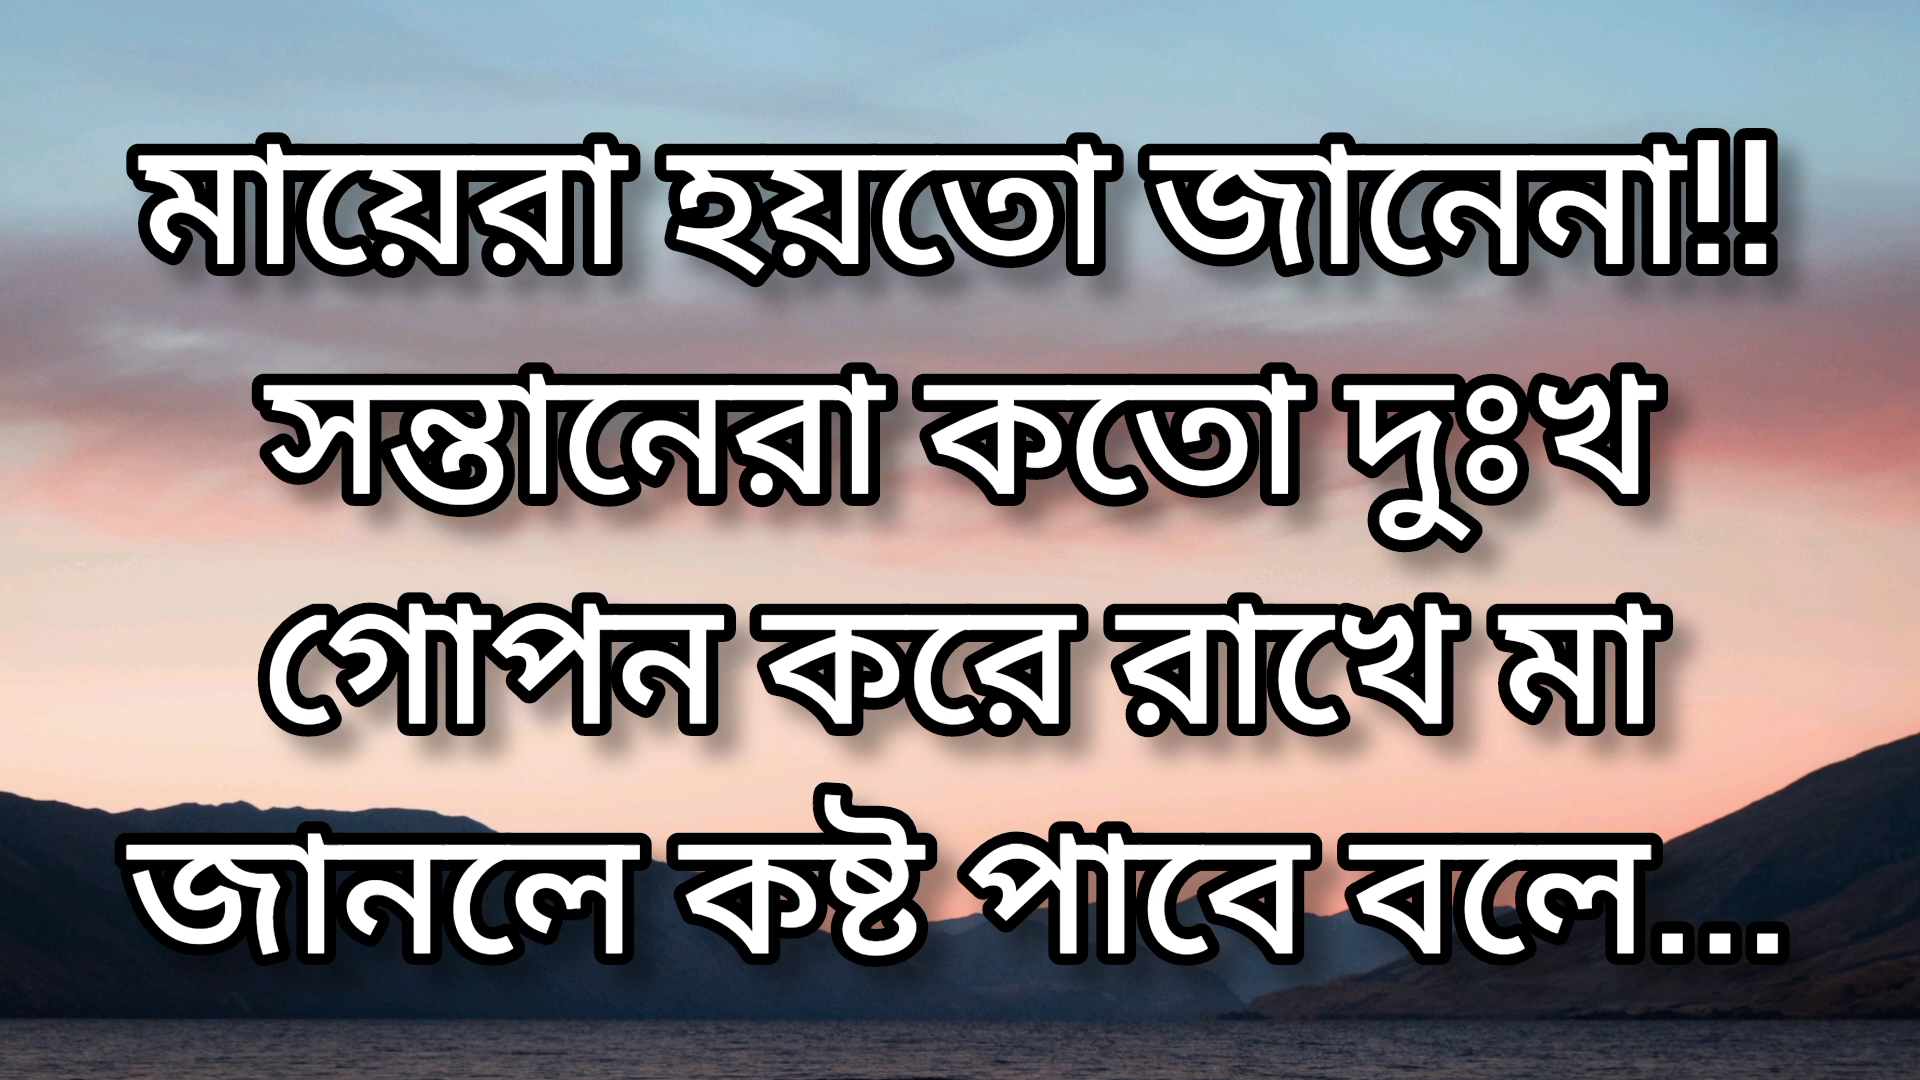 মায়েরা হয়তো জানেনা!!
সন্তানেরা কতো দুঃখ
গোপন করে রাখে মা
জানলে কষ্ট পাবে বলে...